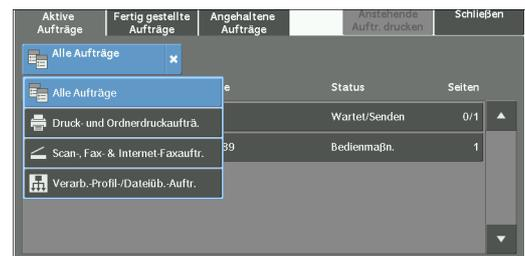 Aktive
Aufträge
Fertig gestellte
Aufträge
Angehaltene
Aufträge
Anstehende
Auftr. drucken
Schließen
Alle Aufträge
e Status Seiten
Alle Aufträge
Wartet/Senden 0/1
Druck- und Ordnerdruckaufträ.
39 Bedienmaßn. 1
Scan-, Fax- & Internet-Faxauftr.
Verarb.-Profil-/Dateiüb.-Auftr.